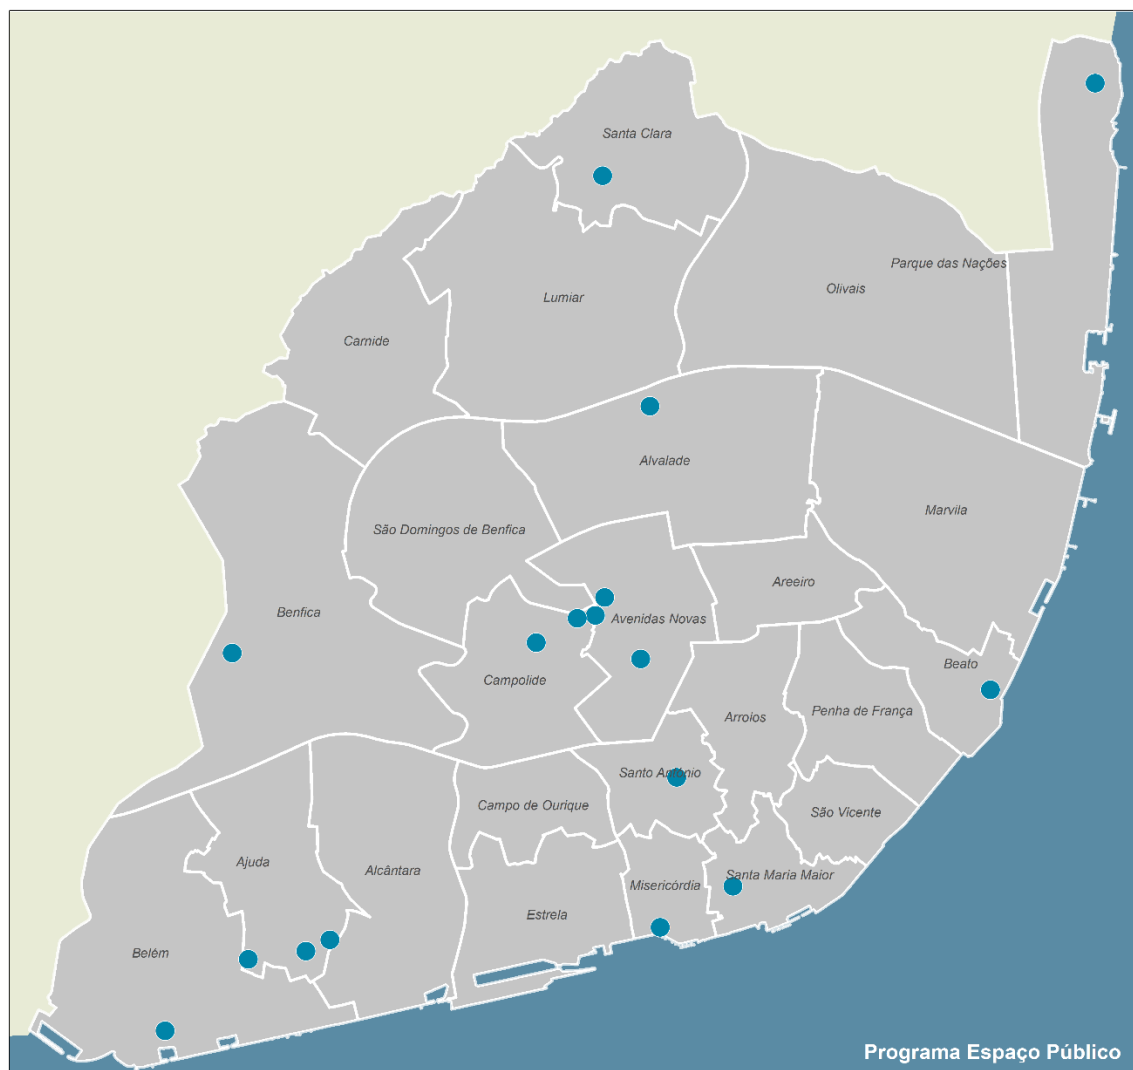 Santa Clara
Parque das Nações
Olivais
Lumiar
Carnide
Alvalade
Marvila
São Domingos de Benfica
Areeiro
Benfica
Avenidas Novas
Beato
Campolide
Penha de França
Arroios
Santo António
Campo de Ourique
São Vicente
Ajuda
Alcântara
Santa Maria Maior
Misericórdia
Estrela
Belém
Programa Espaço Público